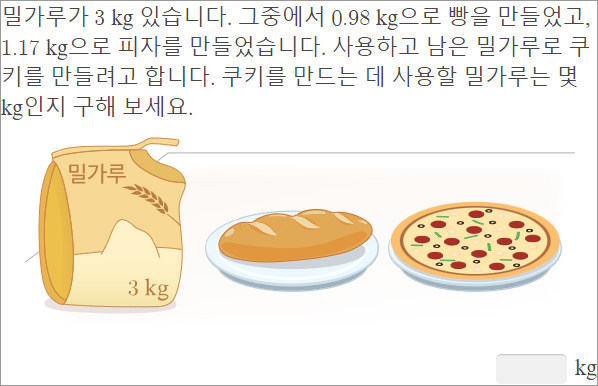 밀가루가 3 kg 있습니다. 그중에서 0.98 kg으로 빵을 만들었고,
1.17 kg으로 피자를 만들었습니다. 사용하고 남은 밀가루로 쿠
키를 만들려고 합니다. 쿠키를 만드는 데 사용할 밀가루는 몇
kg인지 구해 보세요.
밀가루
3 kg
kg